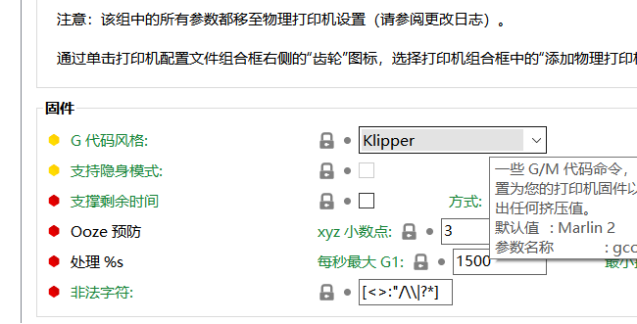 注意：该组中的所有参数都移至物理打印机设置（请参阅更改日志）。
通过单击打印机配置文件组合框右侧的“齿轮”图标，选择打印机组合框中的“添加物理打印
固件
G 代码风格: Klipper
支持隐身模式:
一些 G/M 代码命令，
置为您的打印机固件以
支撑剩余时间 方式:
出任何挤压值。
默认值 : Marlin 2
Ooze 预防 xyz 小数点: 3
参数名称 : gco
处理 %s 每秒最大 G1: 1500 最小
非法字符: [<>:"/\\|?*]